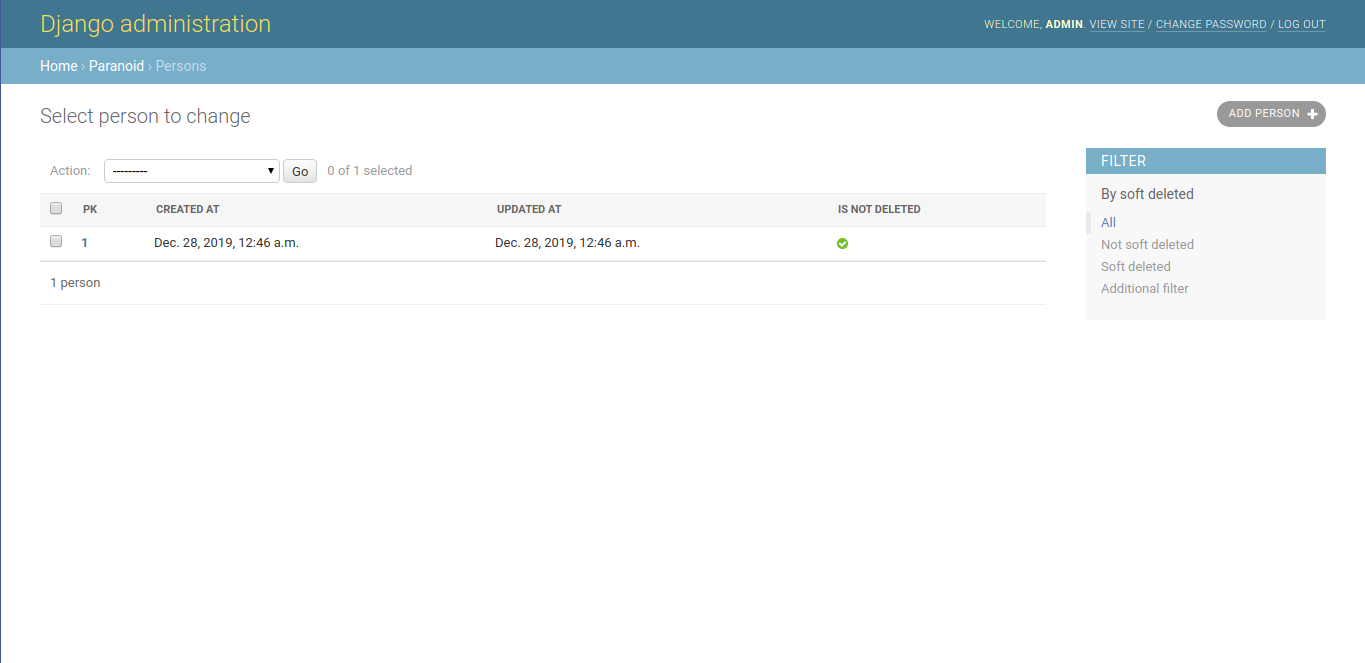 Django administration
WELCOME, ADMIN. VIEW SITE / CHANGE PASSWORD / LOG OUT
Home › Paranoid › Persons
Select person to change
ADD PERSON
Action: --------- Go 0 of 1 selected
PK CREATED AT UPDATED AT IS NOT DELETED
1 Dec. 28, 2019, 12:46 a.m. Dec. 28, 2019, 12:46 a.m.
1 person
FILTER
By soft deleted
All
Not soft deleted
Soft deleted
Additional filter